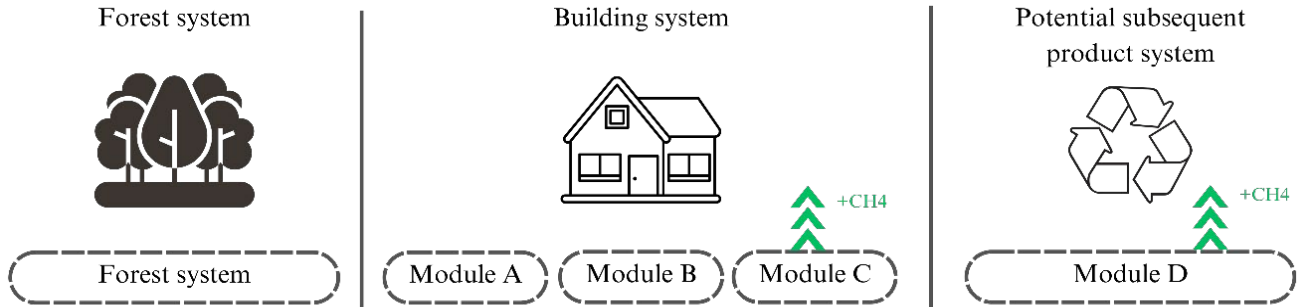 Forest system
Building system
Potential subsequent
product system
+CH4
+CH4
Forest system
Module A
Module B
Module C
Module D